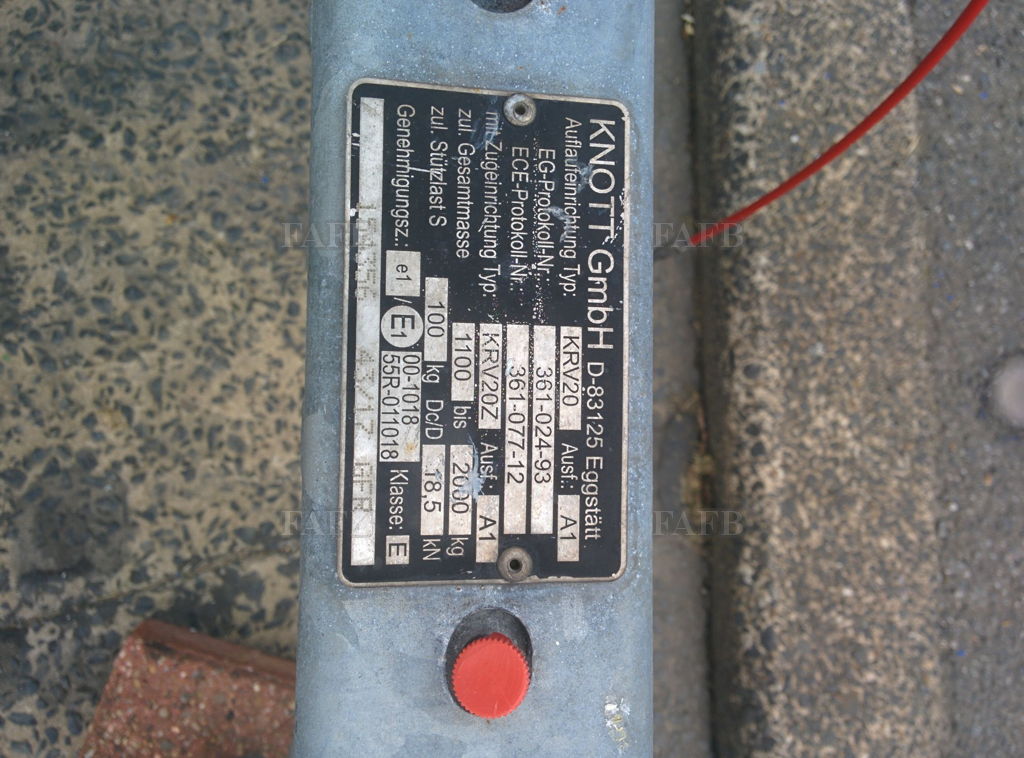 KNOTT GmbH D-83125 Eggstätt
Auflaufeinrichtung Typ: KRV20 Ausf.: A1
EG-Protokoll-Nr.: 361-024-93
ECE-Protokoll-Nr.: 361-077-12
mit Zugeinrichtung Typ: KRV20Z Ausf.: A1
zul. Gesamtmasse 1100 bis 2000 kg
zul. Stützlast S 100 kg Dc/D 18,5 kN
Genehmigungsz.: e1 / E1 00-1018 55R-011018 Klasse: E
FAFB
FAFB